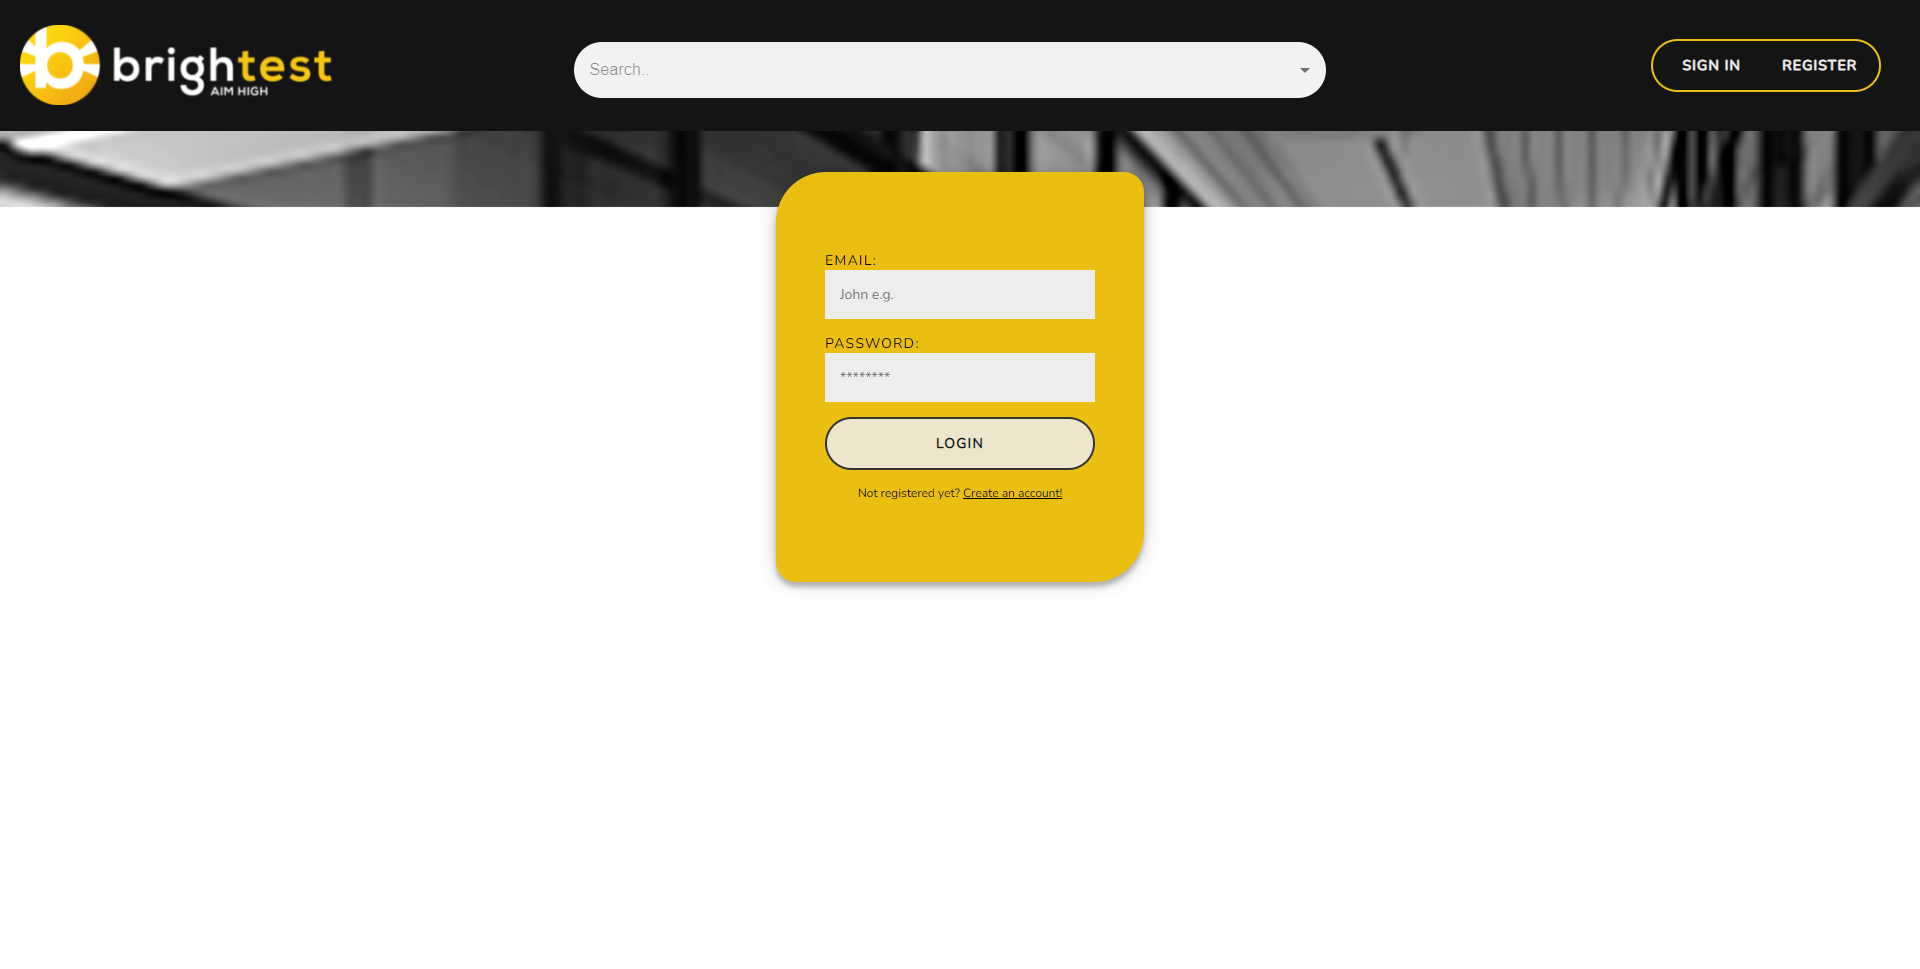 brightest
AIM HIGH
Search..
SIGN IN REGISTER
EMAIL:
John e.g.
PASSWORD:
********
LOGIN
Not registered yet? Create an account!